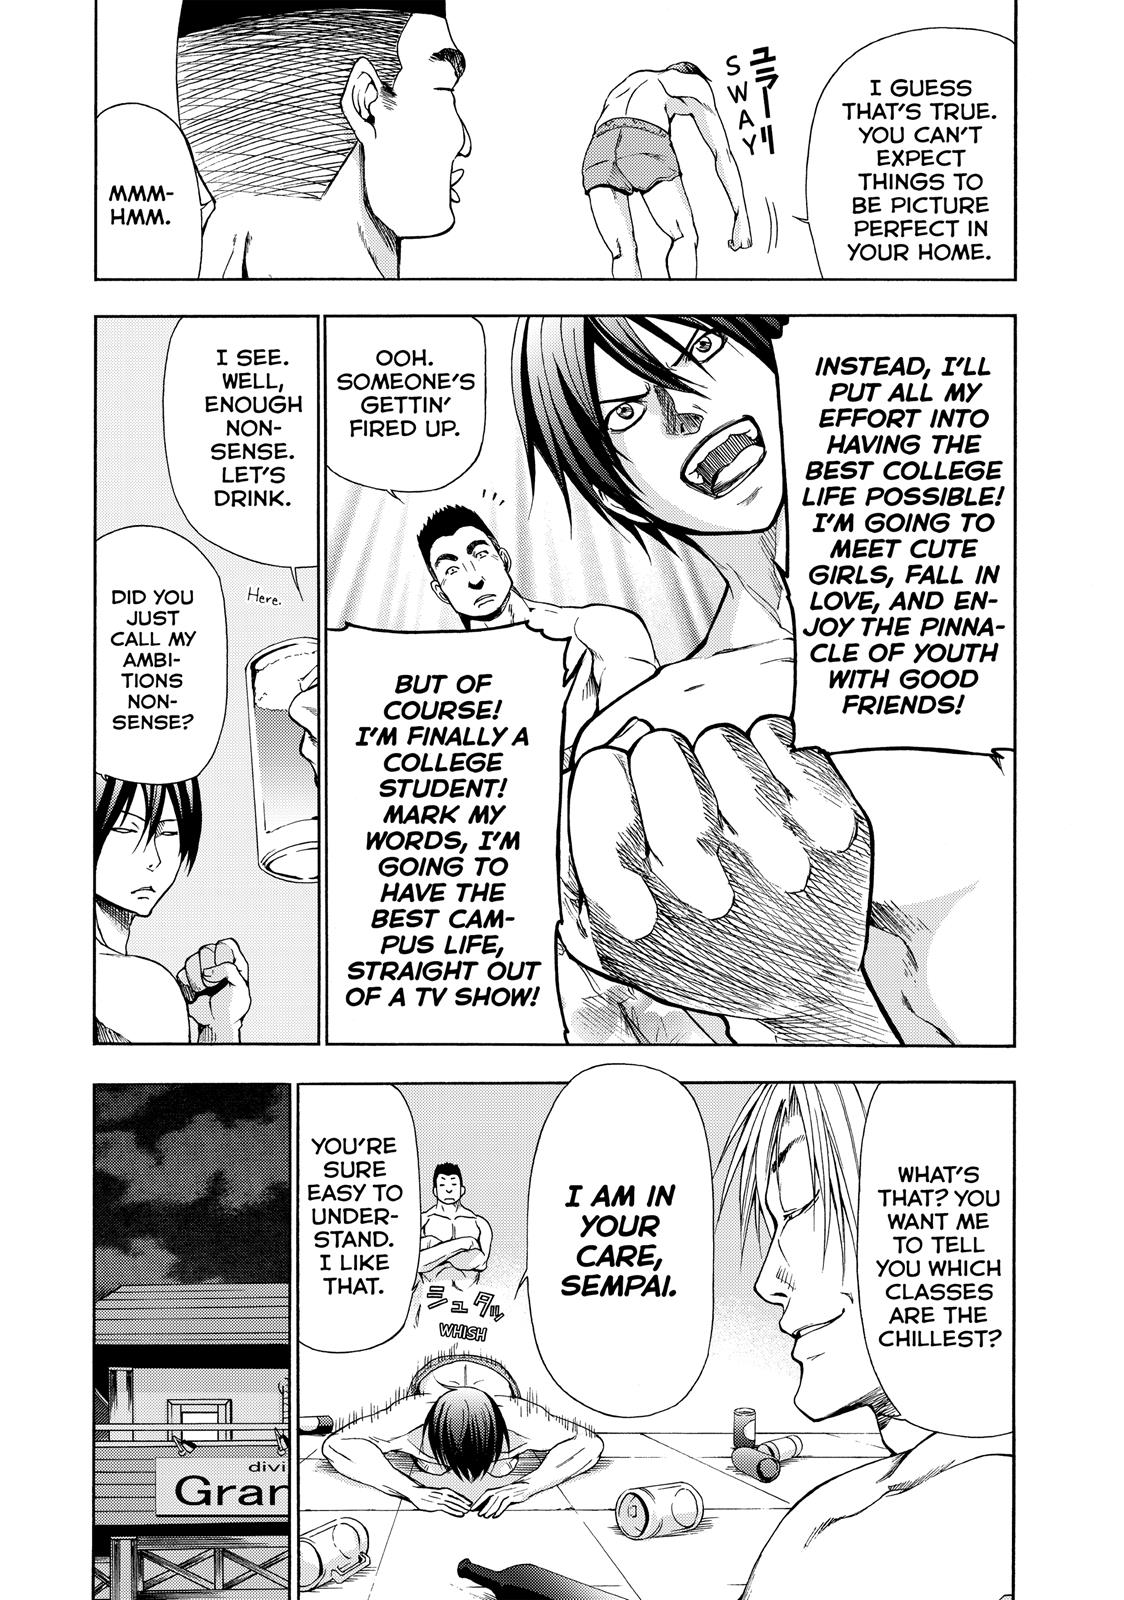 I GUESS
THAT'S TRUE.
YOU CAN'T
EXPECT
THINGS TO
BE PICTURE
PERFECT IN
YOUR HOME.
ユラーリ
SWAY
MMM-
HMM.
INSTEAD, I'LL
PUT ALL MY
EFFORT INTO
HAVING THE
BEST COLLEGE
LIFE POSSIBLE!
I'M GOING TO
MEET CUTE
GIRLS, FALL IN
LOVE, AND EN-
JOY THE PINNA-
CLE OF YOUTH
WITH GOOD
FRIENDS!
OOH.
SOMEONE'S
GETTIN'
FIRED UP.
BUT OF
COURSE!
I'M FINALLY A
COLLEGE
STUDENT!
MARK MY
WORDS, I'M
GOING TO
HAVE THE
BEST CAM-
PUS LIFE,
STRAIGHT OUT
OF A TV SHOW!
I SEE.
WELL,
ENOUGH
NON-
SENSE.
LET'S
DRINK.
Here.
DID YOU
JUST
CALL MY
AMBI-
TIONS
NON-
SENSE?
WHAT'S
THAT? YOU
WANT ME
TO TELL
YOU WHICH
CLASSES
ARE THE
CHILLEST?
I AM IN
YOUR
CARE,
SEMPAI.
シュタッ
WHISH
YOU'RE
SURE
EASY TO
UNDER-
STAND.
I LIKE
THAT.
divi
Gran